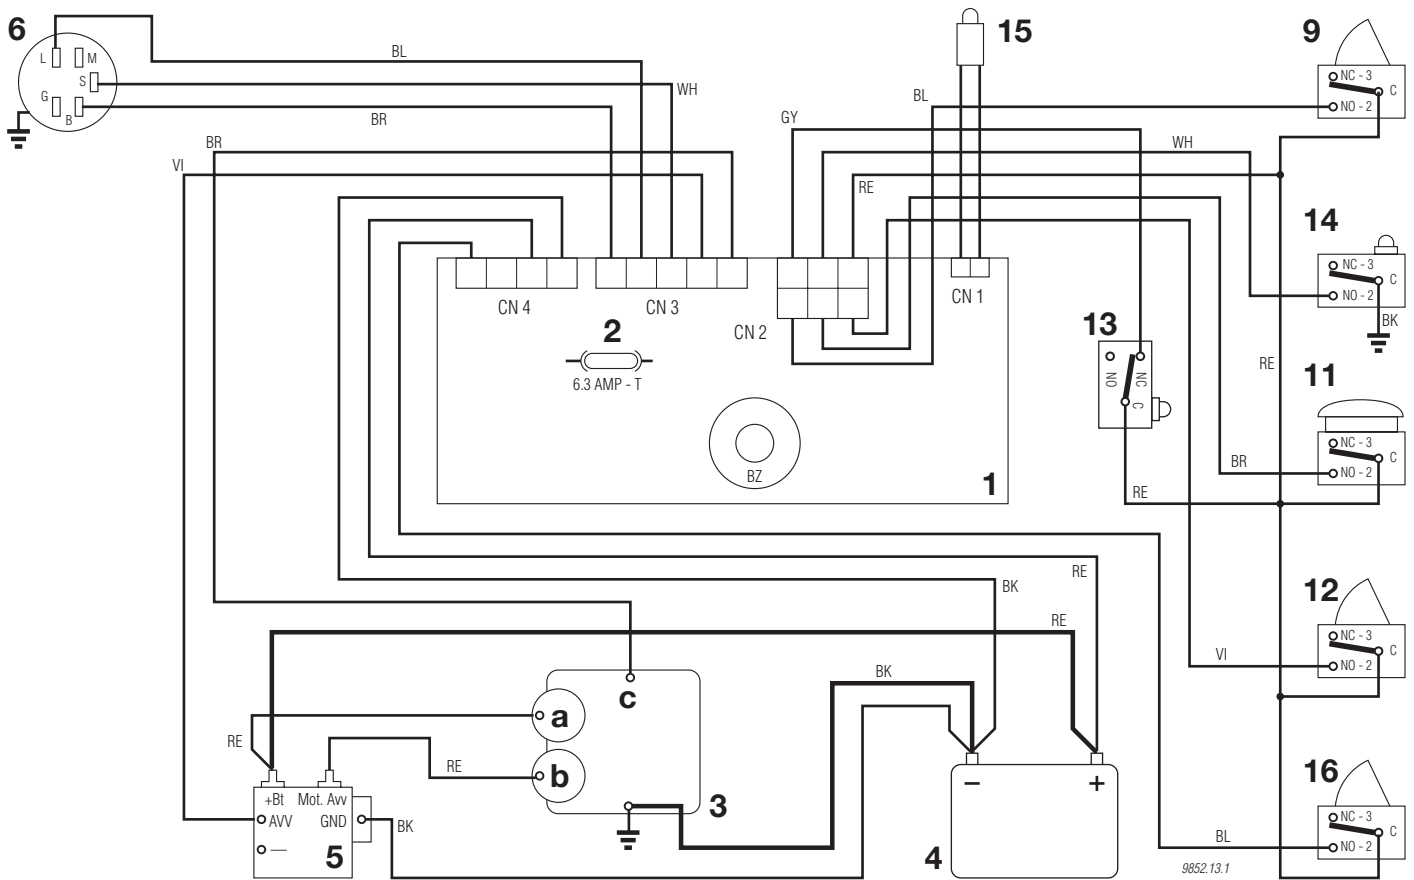 6
15
9
L
M
S
G
B
BL
WH
BR
BR
VI
GY
BL
WH
RE
NC - 3
C
NO - 2
14
NC - 3
C
NO - 2
BK
CN 4
CN 3
CN 2
CN 1
2
6.3 AMP - T
BZ
1
13
NO
NC
C
RE
RE
11
NC - 3
C
NO - 2
BR
RE
BK
RE
12
NC - 3
C
NO - 2
VI
BK
c
a
b
3
RE
RE
+Bt
Mot. Avv
AVV
GND
BK
5
−
+
4
16
NC - 3
C
NO - 2
BL
9852.13.1